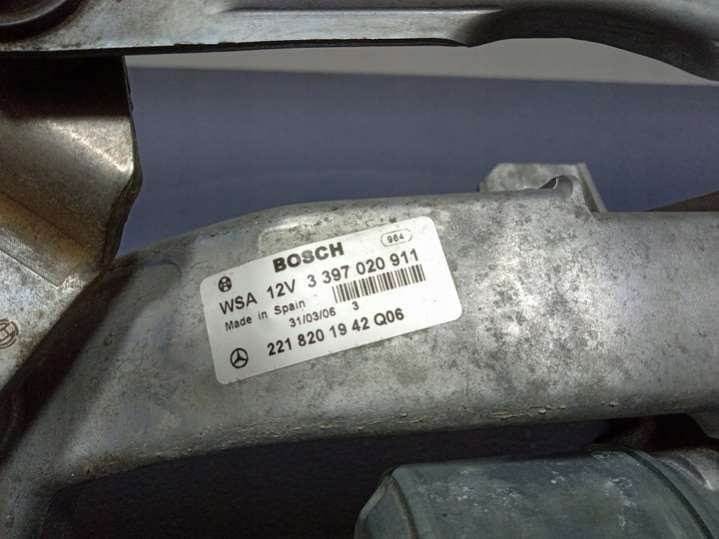 BOSCH 964
WSA 12V 3 397 020 911
Made in Spain
31/03/06 3
221 820 19 42 Q06